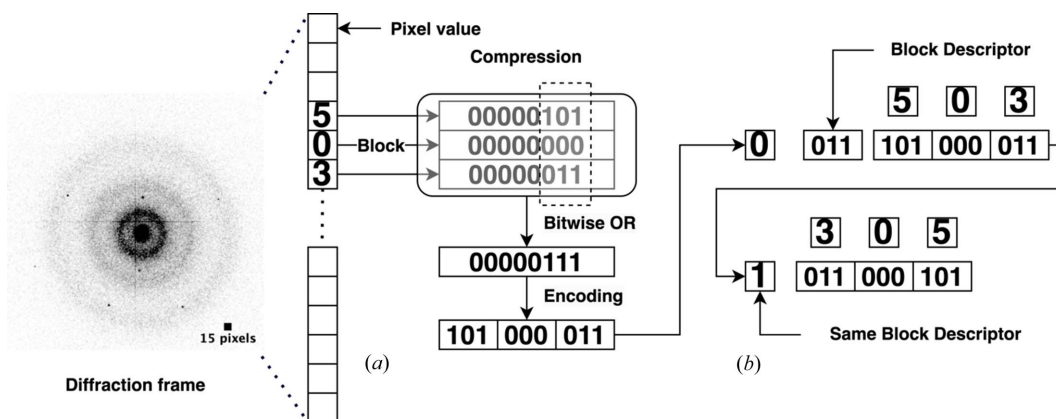 Pixel value
Compression
5
0
3
Block
00000101
00000000
00000011
Bitwise OR
00000111
Encoding
101 000 011
15 pixels
Diffraction frame
(a)
Block Descriptor
5 0 3
0 011 101 000 011
3 0 5
1 011 000 101
Same Block Descriptor
(b)